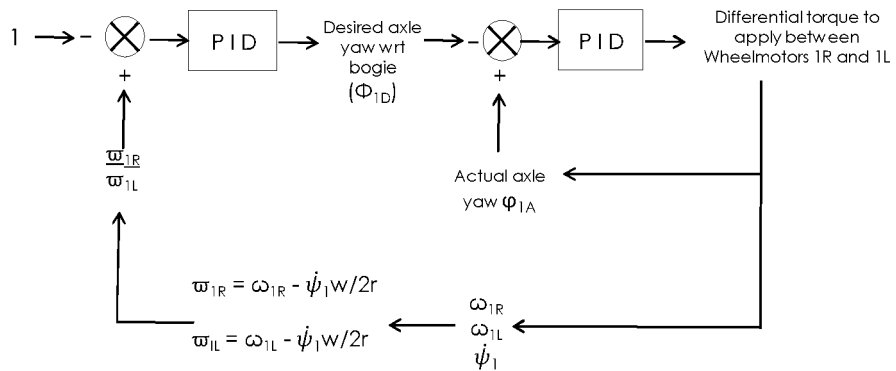 1
-
+
PID
Desired axle
yaw wrt
bogie
(Φ1D)
-
+
PID
Differential torque to
apply between
Wheelmotors 1R and 1L
ϖ1R
ϖ1L
Actual axle
yaw φ1A
ϖ1R = ω1R - ψ̇1w/2r
ϖIL = ω1L - ψ̇1w/2r
ω1R
ω1L
ψ̇1